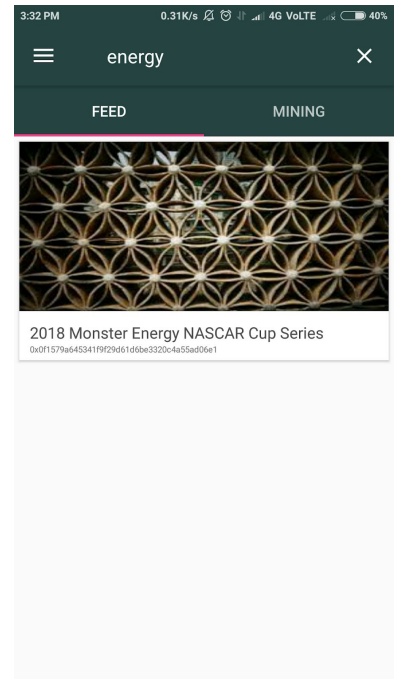 3:32 PM 0.31K/s 4G VoLTE 40%
energy
FEED MINING
2018 Monster Energy NASCAR Cup Series
0x0f1579a645341f9f29d61d6be3320c4a55ad06e1